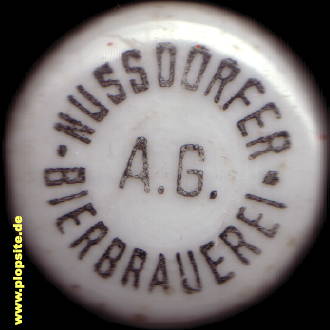 NUSSDORFER
A.G.
- BIERBRAUEREI -
www.plopsite.de